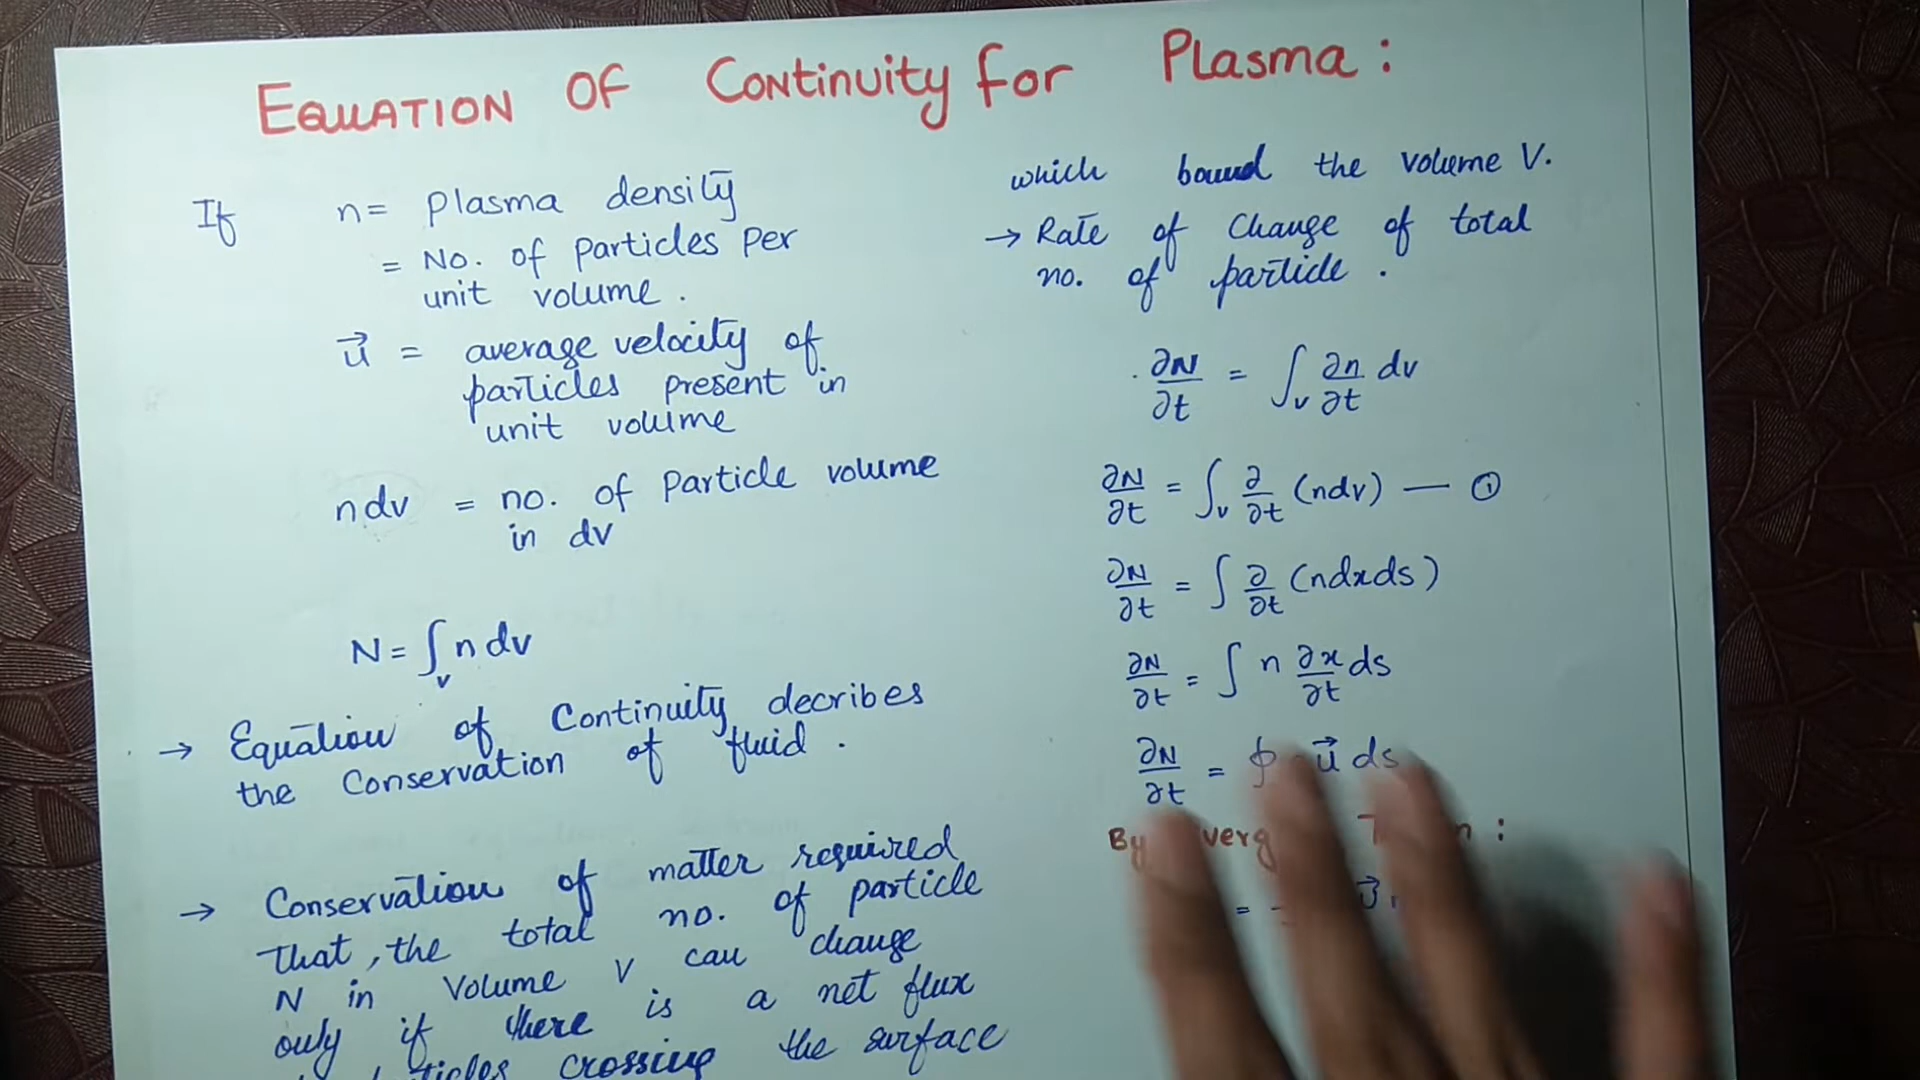 EQUATION OF Continuity for Plasma :
If n = plasma density
= No. of particles per
unit volume .
u⃗ = average velocity of
particles present in
unit volume
ndv = no. of particle volume
in dv
N = ∫v n dv
→ Equation of Continuity decribes
the Conservation of fluid .
→ Conservation of matter required
that , the total no. of particle
N in volume V can change
only if there is a net flux
crossing the surface
which bound the volume V.
→ Rate of Change of total
no. of particle .
∂N/∂t = ∫v ∂n/∂t dv
∂N/∂t = ∫v ∂/∂t (ndv) — ①
∂N/∂t = ∫ ∂/∂t (ndxds)
∂N/∂t = ∫ n ∂x/∂t ds
∂N/∂t = ∮ u⃗ ds
By :
=